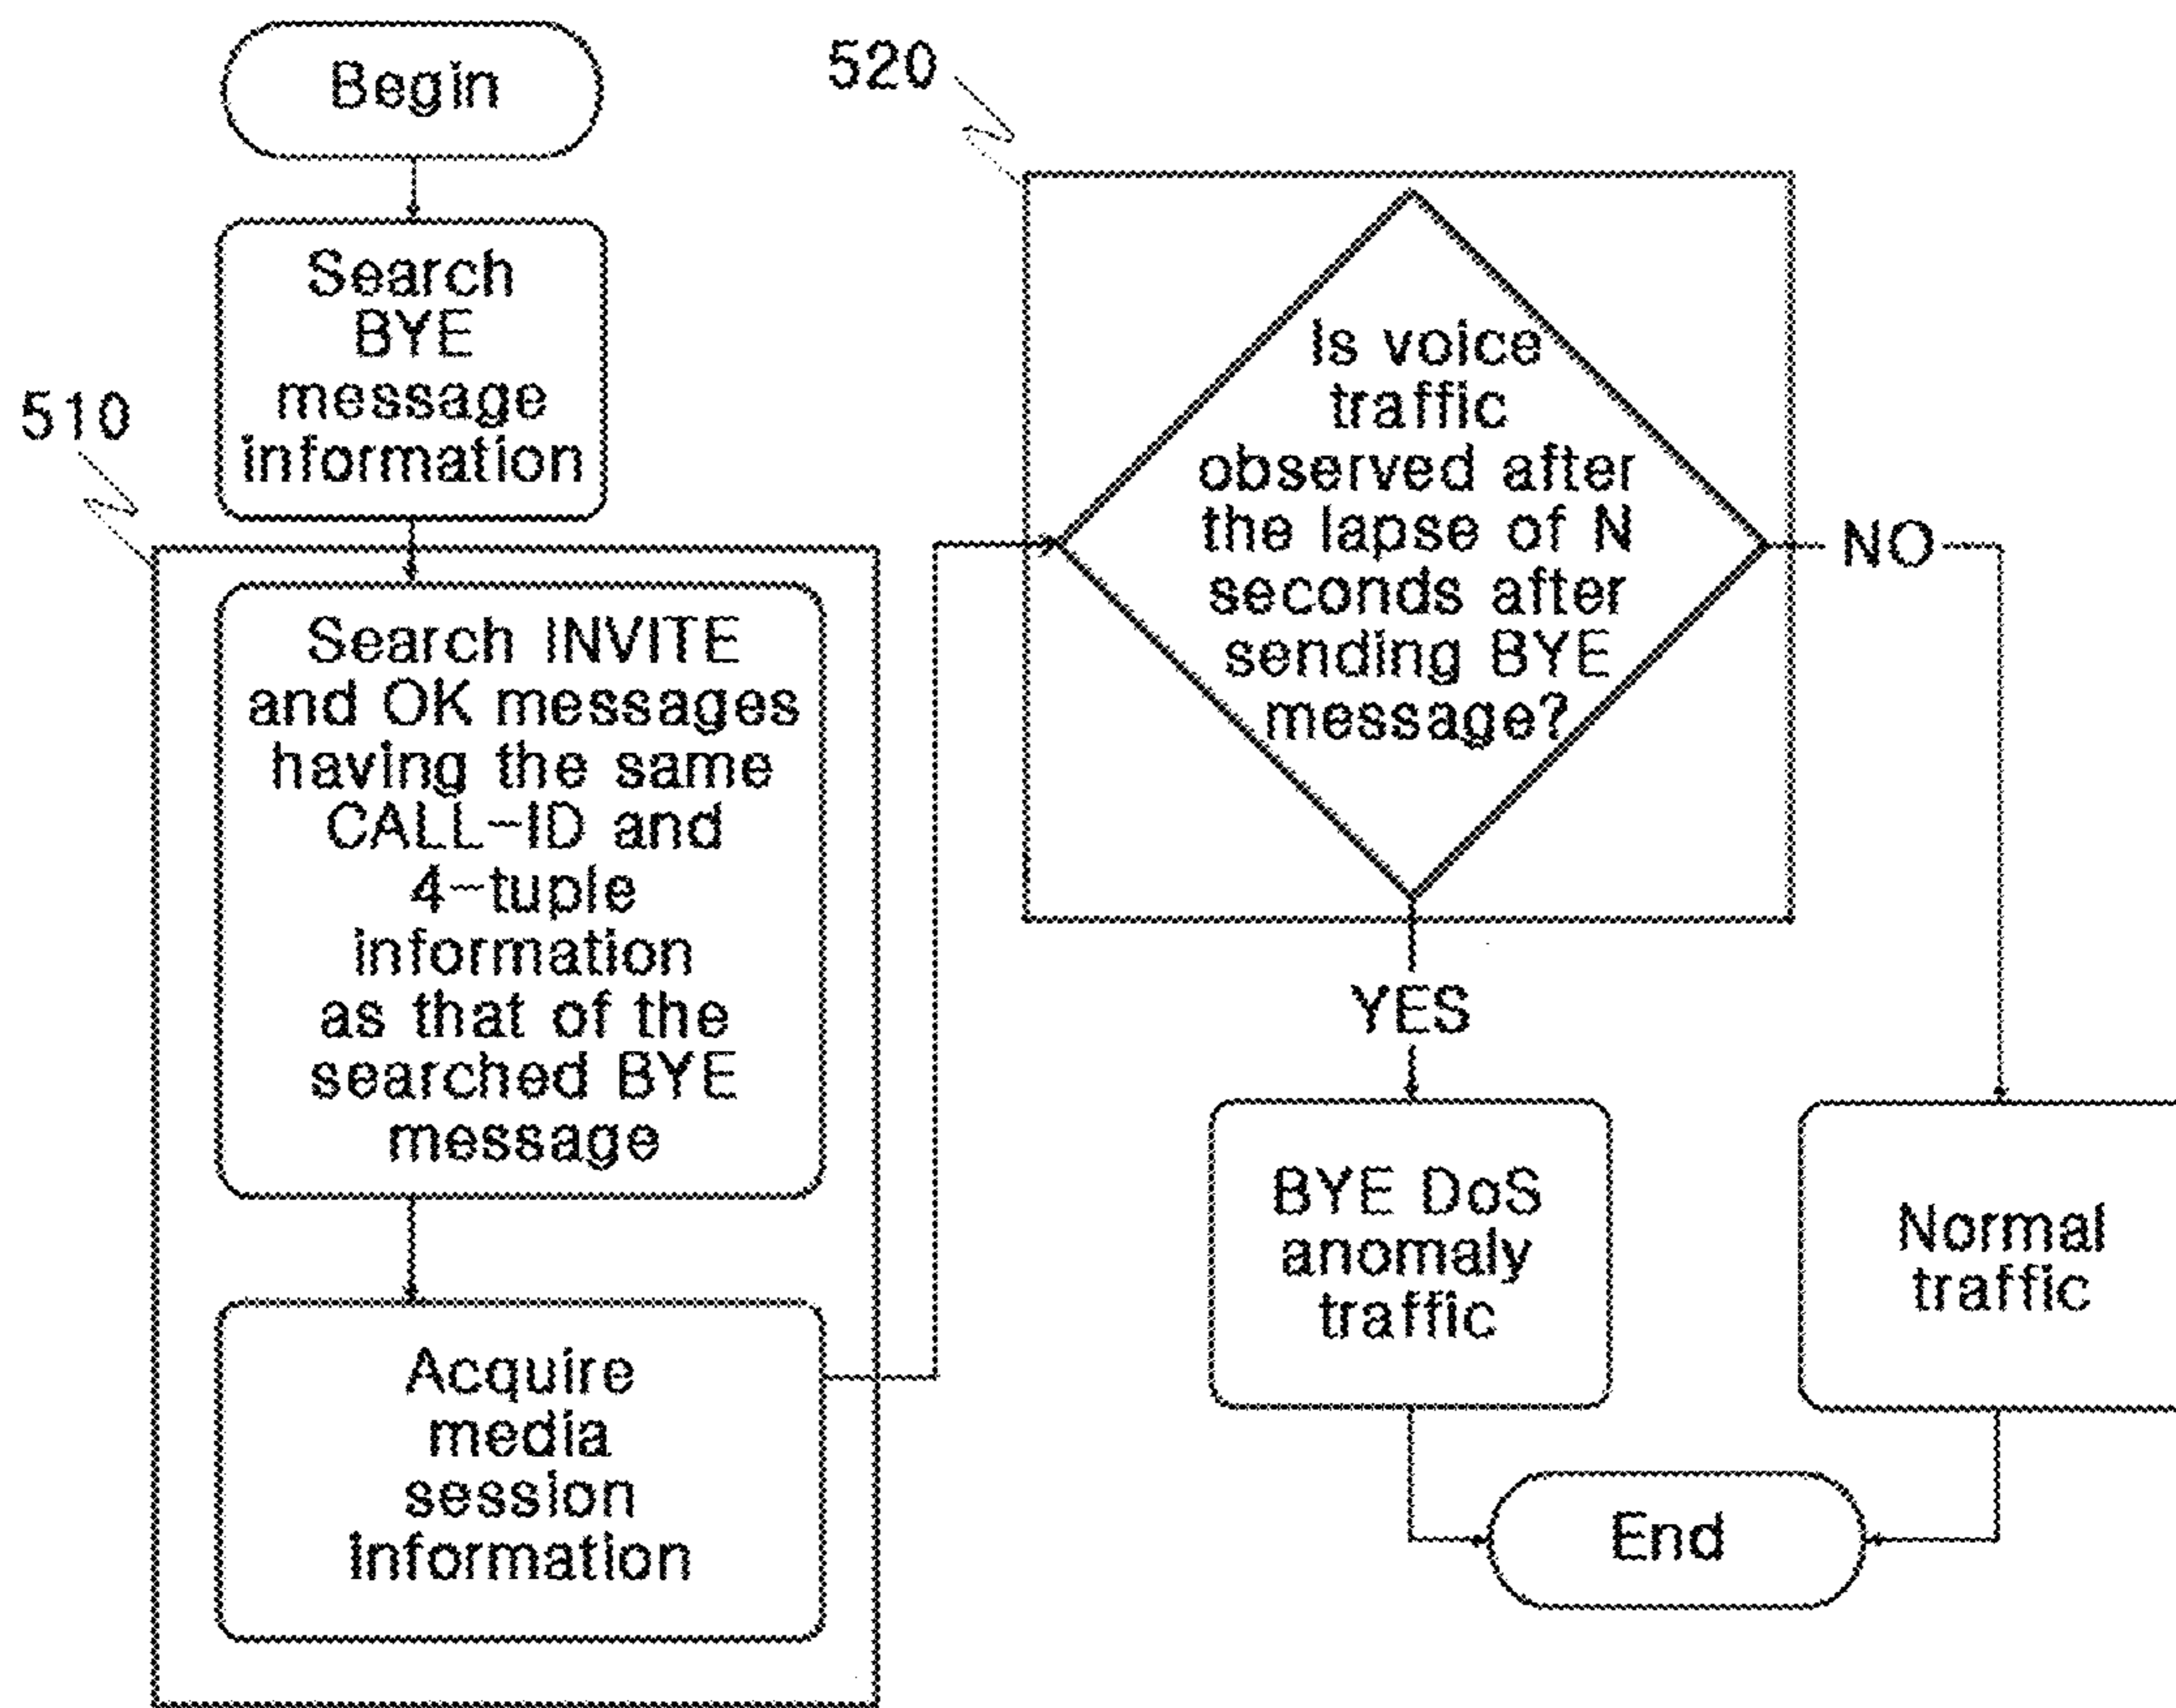 Begin
Search
BYE
message
information
510
Search INVITE
and OK messages
having the same
CALL-ID and
4-tuple
information
as that of the
searched BYE
message
Acquire
media
session
information
520
Is voice
traffic
observed after
the lapse of N
seconds after
sending BYE
message?
NO
YES
BYE DoS
anomaly
traffic
Normal
traffic
End